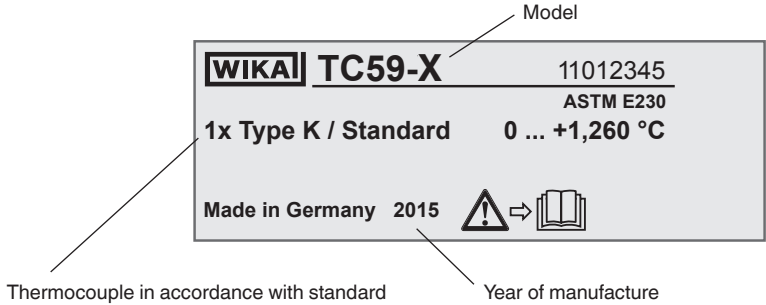 Model
WIKA TC59-X 11012345
ASTM E230
1x Type K / Standard 0 ... +1,260 °C
Made in Germany 2015
Thermocouple in accordance with standard Year of manufacture